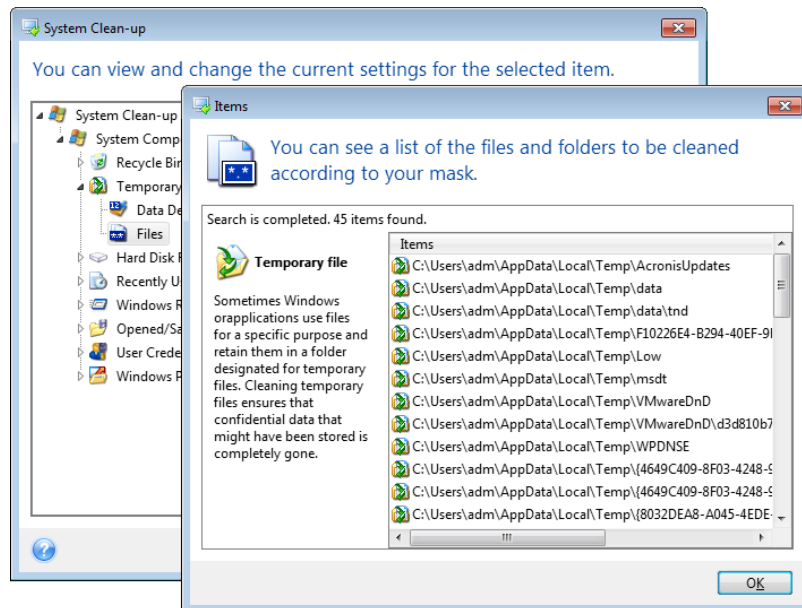 System Clean-up
You can view and change the current settings for the selected item.
System Clean-up
System Comp
Recycle Bin
Temporary
Data De
Files
Hard Disk F
Recently U
Windows R
Opened/Sa
User Crede
Windows P
Items
You can see a list of the files and folders to be cleaned
according to your mask.
Search is completed. 45 items found.
Temporary file
Sometimes Windows
orapplications use files
for a specific purpose and
retain them in a folder
designated for temporary
files. Cleaning temporary
files ensures that
confidential data that
might have been stored is
completely gone.
Items
C:\Users\adm\AppData\Local\Temp\AcronisUpdates
C:\Users\adm\AppData\Local\Temp\data
C:\Users\adm\AppData\Local\Temp\data\tnd
C:\Users\adm\AppData\Local\Temp\F10226E4-B294-40EF-9
C:\Users\adm\AppData\Local\Temp\Low
C:\Users\adm\AppData\Local\Temp\msdt
C:\Users\adm\AppData\Local\Temp\VMwareDnD
C:\Users\adm\AppData\Local\Temp\VMwareDnD\d3d810b7
C:\Users\adm\AppData\Local\Temp\WPDNSE
C:\Users\adm\AppData\Local\Temp\{4649C409-8F03-4248-9
C:\Users\adm\AppData\Local\Temp\{4649C409-8F03-4248-9
C:\Users\adm\AppData\Local\Temp\{8032DEA8-A045-4EDE-
OK